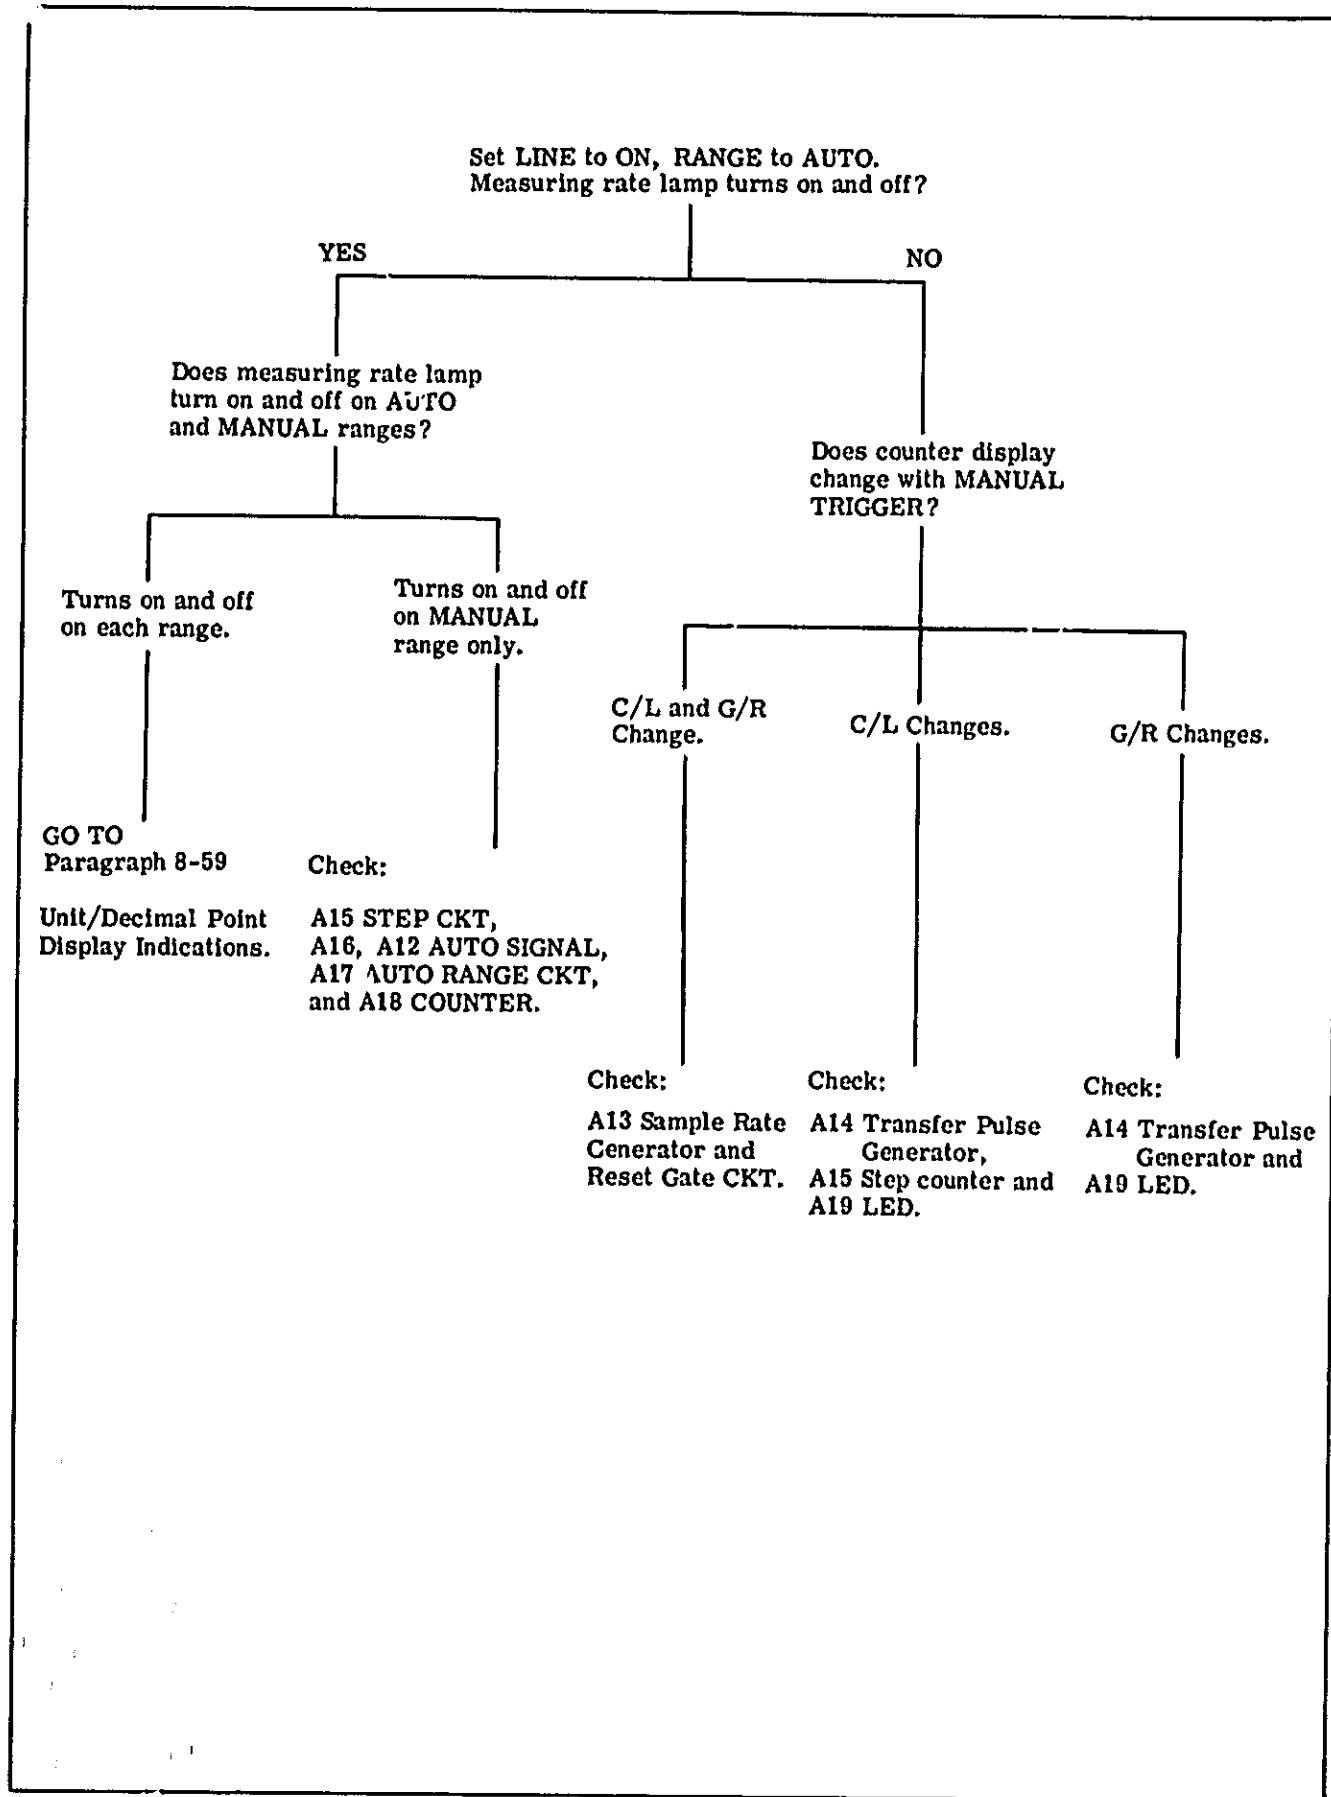 Set LINE to ON, RANGE to AUTO.
Measuring rate lamp turns on and off?
YES
NO
Does measuring rate lamp
turn on and off on AUTO
and MANUAL ranges?
Does counter display
change with MANUAL
TRIGGER?
Turns on and off
on each range.
Turns on and off
on MANUAL
range only.
C/L and G/R
Change.
C/L Changes.
G/R Changes.
GO TO
Paragraph 8-59
Unit/Decimal Point
Display Indications.
Check:
A15 STEP CKT,
A16, A12 AUTO SIGNAL,
A17 AUTO RANGE CKT,
and A18 COUNTER.
Check:
A13 Sample Rate
Generator and
Reset Gate CKT.
Check:
A14 Transfer Pulse
Generator,
A15 Step counter and
A19 LED.
Check:
A14 Transfer Pulse
Generator and
A19 LED.